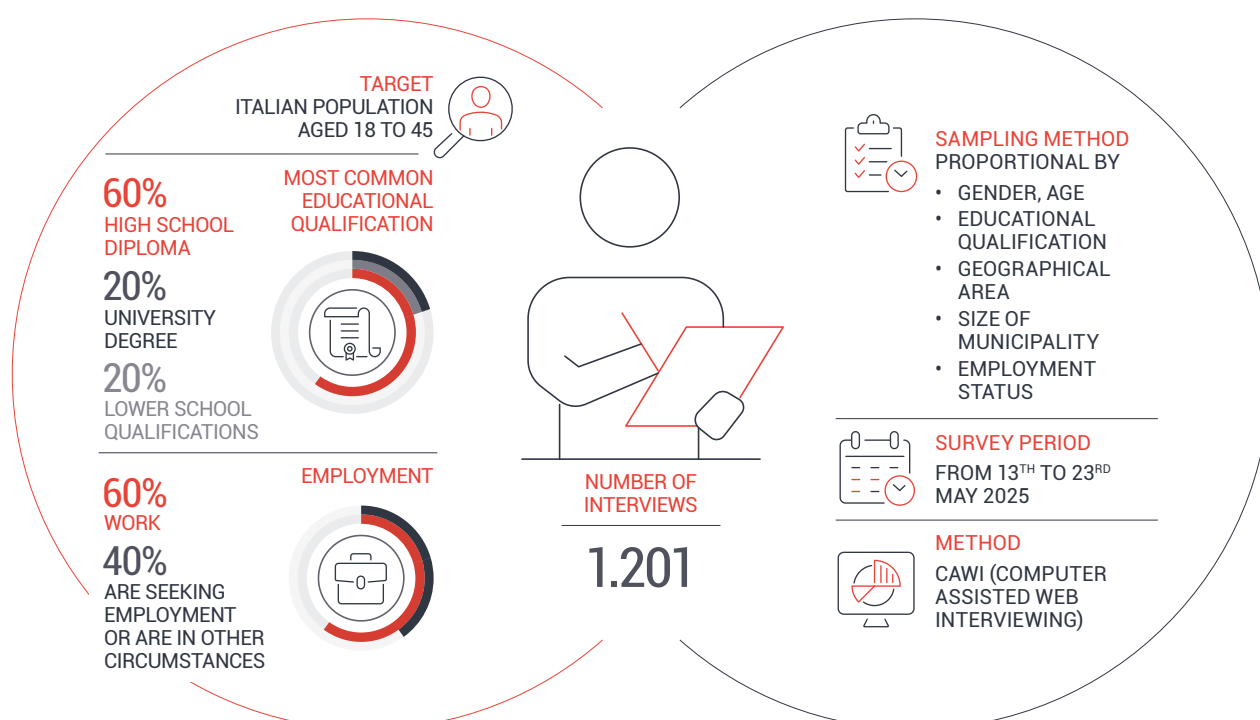 TARGET
ITALIAN POPULATION
AGED 18 TO 45
60%
HIGH SCHOOL
DIPLOMA
20%
UNIVERSITY
DEGREE
20%
LOWER SCHOOL
QUALIFICATIONS
MOST COMMON
EDUCATIONAL
QUALIFICATION
60%
WORK
40%
ARE SEEKING
EMPLOYMENT
OR ARE IN OTHER
CIRCUMSTANCES
EMPLOYMENT
NUMBER OF
INTERVIEWS
1.201
SAMPLING METHOD
PROPORTIONAL BY
• GENDER, AGE
• EDUCATIONAL
QUALIFICATION
• GEOGRAPHICAL
AREA
• SIZE OF
MUNICIPALITY
• EMPLOYMENT
STATUS
SURVEY PERIOD
FROM 13TH TO 23RD
MAY 2025
METHOD
CAWI (COMPUTER
ASSISTED WEB
INTERVIEWING)